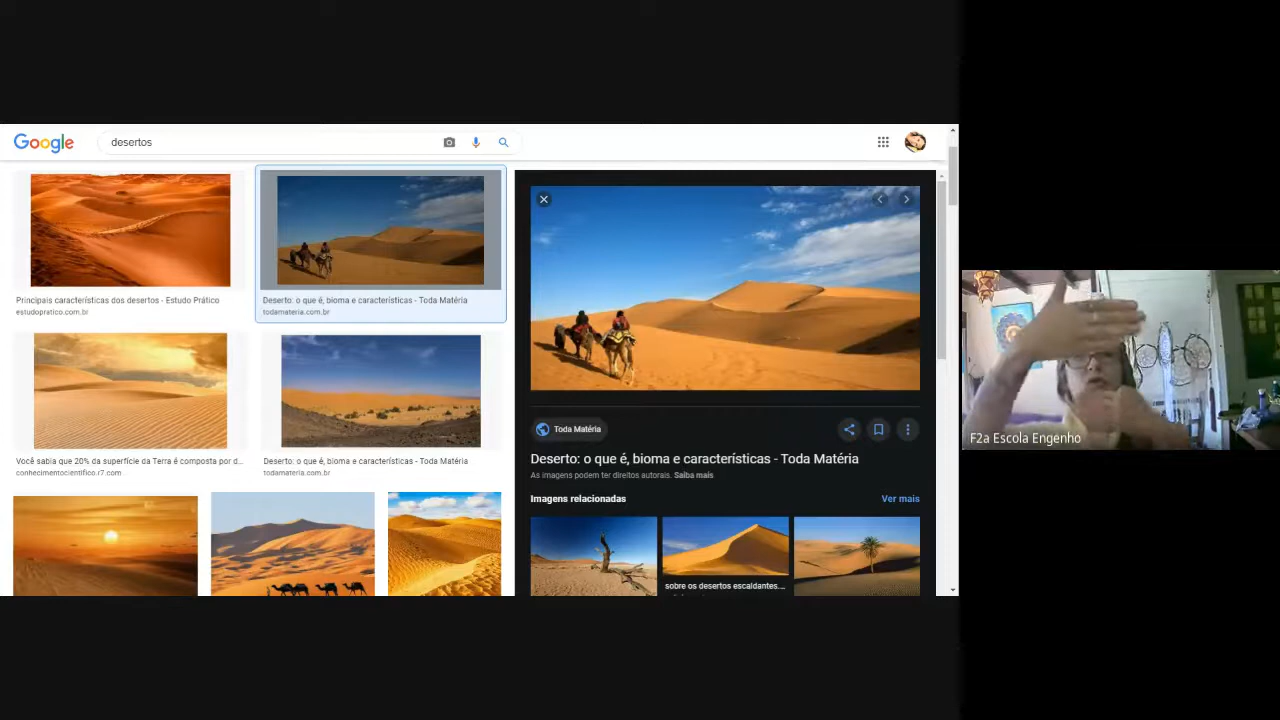 Google
desertos
Principais características dos desertos - Estudo Prático
estudopratico.com.br
Deserto: o que é, bioma e características - Toda Matéria
todamateria.com.br
Você sabia que 20% da superfície da Terra é composta por d...
conhecimentocientifico.r7.com
Deserto: o que é, bioma e características - Toda Matéria
todamateria.com.br
Toda Matéria
Deserto: o que é, bioma e características - Toda Matéria
As imagens podem ter direitos autorais. Saiba mais
Imagens relacionadas
Ver mais
sobre os desertos escaldantes....
F2a Escola Engenho